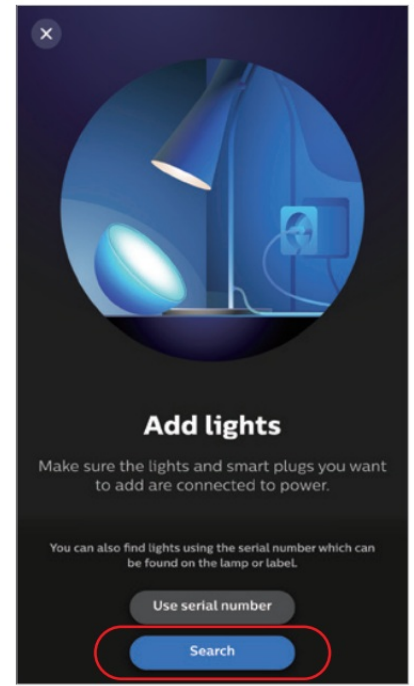 Add lights
Make sure the lights and smart plugs you want
to add are connected to power.
You can also find lights using the serial number which can
be found on the lamp or label.
Use serial number
Search